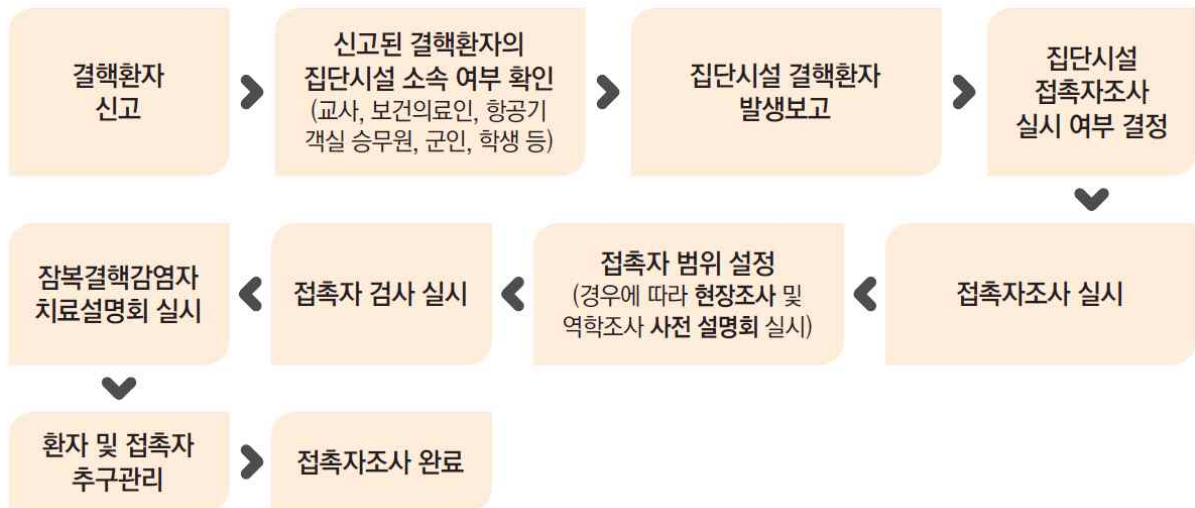 결핵환자
신고
신고된 결핵환자의
집단시설 소속 여부 확인
(교사, 보건의료인, 항공기
객실 승무원, 군인, 학생 등)
집단시설 결핵환자
발생보고
집단시설
접촉자조사
실시 여부 결정
접촉자조사 실시
접촉자 범위 설정
(경우에 따라 현장조사 및
역학조사 사전 설명회 실시)
접촉자 검사 실시
잠복결핵감염자
치료설명회 실시
환자 및 접촉자
추구관리
접촉자조사 완료